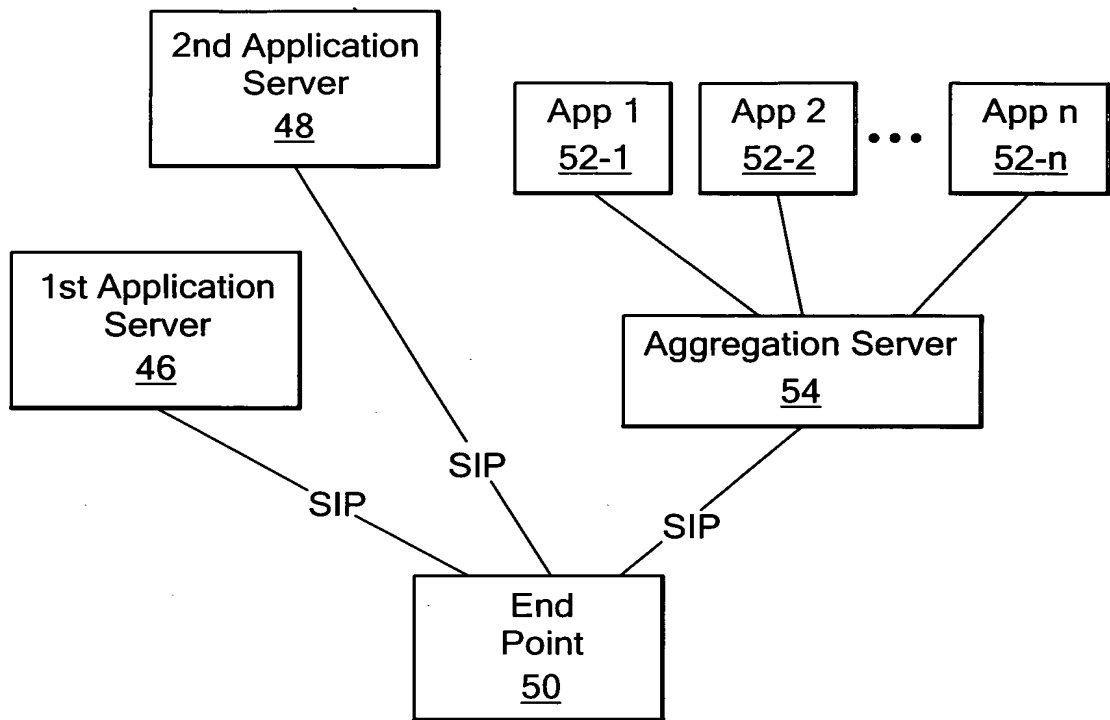 2nd Application
Server
48
App 1
52-1
App 2
52-2
•••
App n
52-n
1st Application
Server
46
Aggregation Server
54
SIP
SIP
SIP
End
Point
50